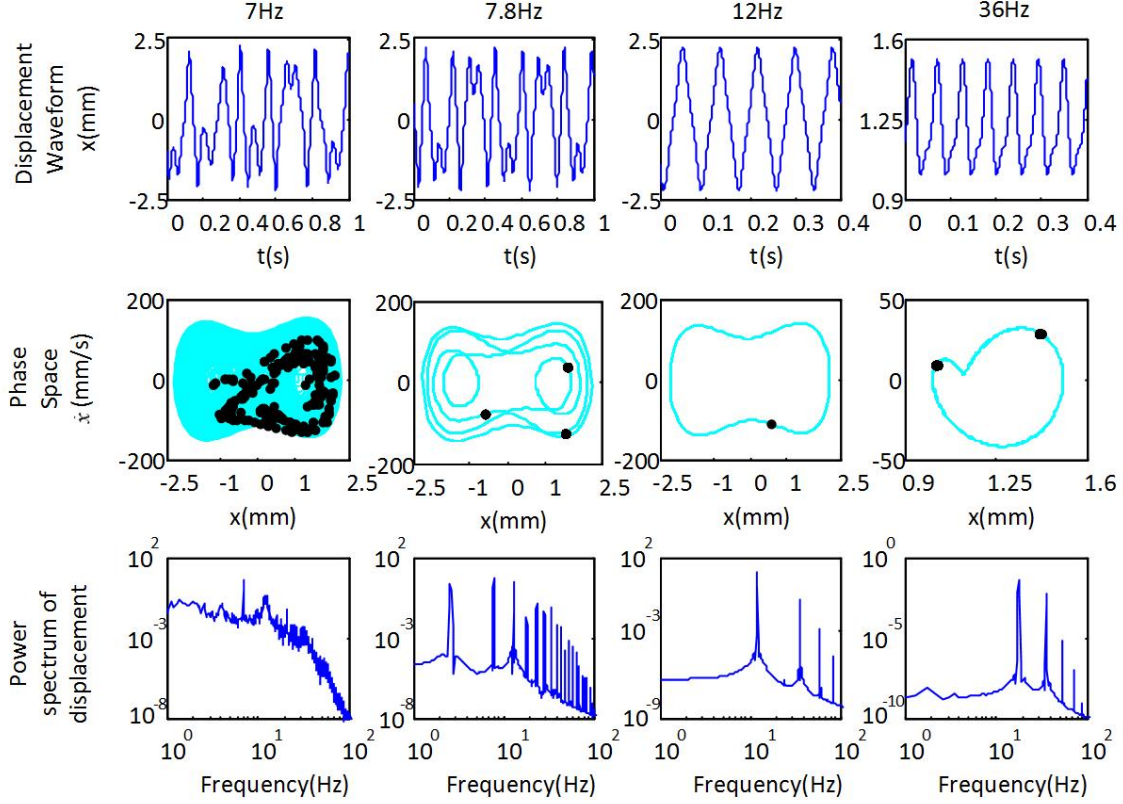 7Hz 7.8Hz 12Hz 36Hz
Displacement
Waveform
x(mm)
2.5 2.5 2.5 1.6
0 0 0 1.25
-2.5 -2.5 -2.5 0.9
0 0.2 0.4 0.6 0.8 1 0 0.2 0.4 0.6 0.8 1 0 0.1 0.2 0.3 0.4 0 0.1 0.2 0.3 0.4
t(s) t(s) t(s) t(s)
Phase
Space
ẋ (mm/s)
200 200 200 50
0 0 0 0
-200 -200 -200 -50
-2.5 -1 0 1 2.5 -2.5 -1 0 1 2.5 -2.5 -1 0 1 2.5 0.9 1.25 1.6
x(mm) x(mm) x(mm) x(mm)
Power
spectrum of
displacement
10^2 10^2 10^2 10^0
10^-3 10^-3 10^-3 10^-5
10^-8 10^-8 10^-9 10^-10
10^0 10^1 10^2 10^0 10^1 10^2 10^0 10^1 10^2 10^0 10^1 10^2
Frequency(Hz) Frequency(Hz) Frequency(Hz) Frequency(Hz)